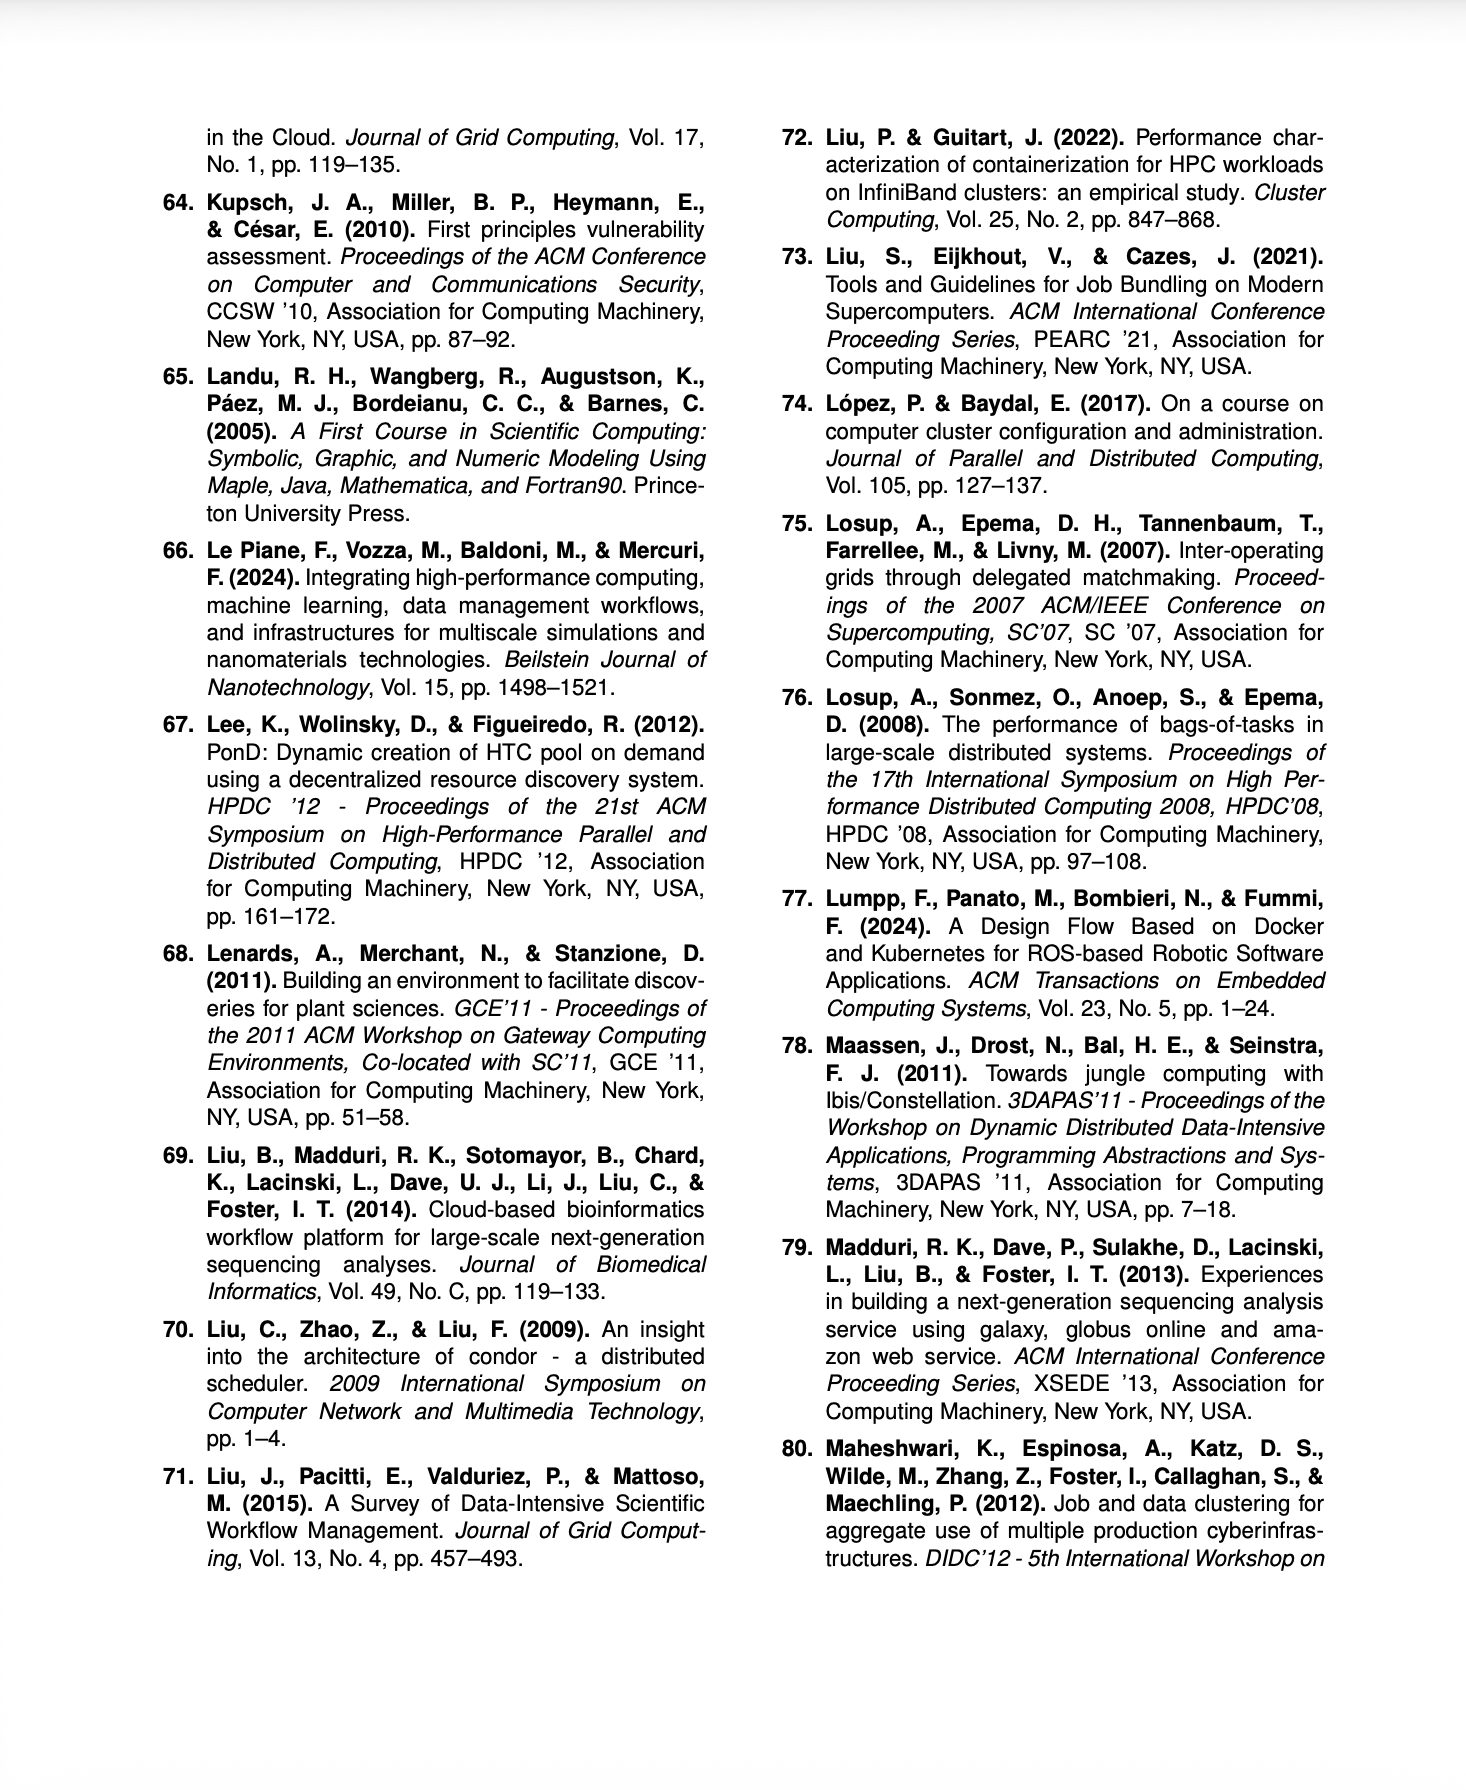 in the Cloud. Journal of Grid Computing, Vol. 17,
No. 1, pp. 119–135.
64. Kupsch, J. A., Miller, B. P., Heymann, E.,
& César, E. (2010). First principles vulnerability
assessment. Proceedings of the ACM Conference
on Computer and Communications Security,
CCSW ’10, Association for Computing Machinery,
New York, NY, USA, pp. 87–92.
65. Landu, R. H., Wangberg, R., Augustson, K.,
Páez, M. J., Bordeianu, C. C., & Barnes, C.
(2005). A First Course in Scientific Computing:
Symbolic, Graphic, and Numeric Modeling Using
Maple, Java, Mathematica, and Fortran90. Prince-
ton University Press.
66. Le Piane, F., Vozza, M., Baldoni, M., & Mercuri,
F. (2024). Integrating high-performance computing,
machine learning, data management workflows,
and infrastructures for multiscale simulations and
nanomaterials technologies. Beilstein Journal of
Nanotechnology, Vol. 15, pp. 1498–1521.
67. Lee, K., Wolinsky, D., & Figueiredo, R. (2012).
PonD: Dynamic creation of HTC pool on demand
using a decentralized resource discovery system.
HPDC ’12 - Proceedings of the 21st ACM
Symposium on High-Performance Parallel and
Distributed Computing, HPDC ’12, Association
for Computing Machinery, New York, NY, USA,
pp. 161–172.
68. Lenards, A., Merchant, N., & Stanzione, D.
(2011). Building an environment to facilitate discov-
eries for plant sciences. GCE’11 - Proceedings of
the 2011 ACM Workshop on Gateway Computing
Environments, Co-located with SC’11, GCE ’11,
Association for Computing Machinery, New York,
NY, USA, pp. 51–58.
69. Liu, B., Madduri, R. K., Sotomayor, B., Chard,
K., Lacinski, L., Dave, U. J., Li, J., Liu, C., &
Foster, I. T. (2014). Cloud-based bioinformatics
workflow platform for large-scale next-generation
sequencing analyses. Journal of Biomedical
Informatics, Vol. 49, No. C, pp. 119–133.
70. Liu, C., Zhao, Z., & Liu, F. (2009). An insight
into the architecture of condor - a distributed
scheduler. 2009 International Symposium on
Computer Network and Multimedia Technology,
pp. 1–4.
71. Liu, J., Pacitti, E., Valduriez, P., & Mattoso,
M. (2015). A Survey of Data-Intensive Scientific
Workflow Management. Journal of Grid Comput-
ing, Vol. 13, No. 4, pp. 457–493.
72. Liu, P. & Guitart, J. (2022). Performance char-
acterization of containerization for HPC workloads
on InfiniBand clusters: an empirical study. Cluster
Computing, Vol. 25, No. 2, pp. 847–868.
73. Liu, S., Eijkhout, V., & Cazes, J. (2021).
Tools and Guidelines for Job Bundling on Modern
Supercomputers. ACM International Conference
Proceeding Series, PEARC ’21, Association for
Computing Machinery, New York, NY, USA.
74. López, P. & Baydal, E. (2017). On a course on
computer cluster configuration and administration.
Journal of Parallel and Distributed Computing,
Vol. 105, pp. 127–137.
75. Losup, A., Epema, D. H., Tannenbaum, T.,
Farrellee, M., & Livny, M. (2007). Inter-operating
grids through delegated matchmaking. Proceed-
ings of the 2007 ACM/IEEE Conference on
Supercomputing, SC’07, SC ’07, Association for
Computing Machinery, New York, NY, USA.
76. Losup, A., Sonmez, O., Anoep, S., & Epema,
D. (2008). The performance of bags-of-tasks in
large-scale distributed systems. Proceedings of
the 17th International Symposium on High Per-
formance Distributed Computing 2008, HPDC’08,
HPDC ’08, Association for Computing Machinery,
New York, NY, USA, pp. 97–108.
77. Lumpp, F., Panato, M., Bombieri, N., & Fummi,
F. (2024). A Design Flow Based on Docker
and Kubernetes for ROS-based Robotic Software
Applications. ACM Transactions on Embedded
Computing Systems, Vol. 23, No. 5, pp. 1–24.
78. Maassen, J., Drost, N., Bal, H. E., & Seinstra,
F. J. (2011). Towards jungle computing with
Ibis/Constellation. 3DAPAS’11 - Proceedings of the
Workshop on Dynamic Distributed Data-Intensive
Applications, Programming Abstractions and Sys-
tems, 3DAPAS ’11, Association for Computing
Machinery, New York, NY, USA, pp. 7–18.
79. Madduri, R. K., Dave, P., Sulakhe, D., Lacinski,
L., Liu, B., & Foster, I. T. (2013). Experiences
in building a next-generation sequencing analysis
service using galaxy, globus online and ama-
zon web service. ACM International Conference
Proceeding Series, XSEDE ’13, Association for
Computing Machinery, New York, NY, USA.
80. Maheshwari, K., Espinosa, A., Katz, D. S.,
Wilde, M., Zhang, Z., Foster, I., Callaghan, S., &
Maechling, P. (2012). Job and data clustering for
aggregate use of multiple production cyberinfras-
tructures. DIDC’12 - 5th International Workshop on